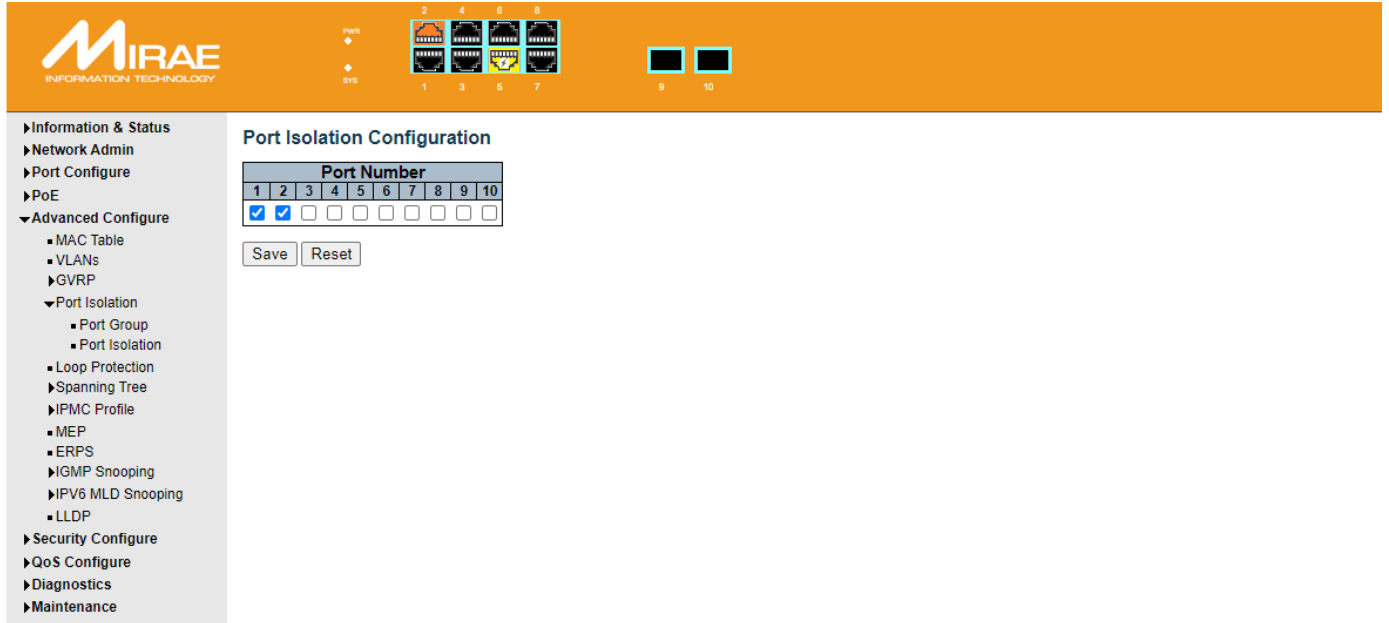 MIRAE
INFORMATION TECHNOLOGY
PWR
SYS
2 4 6 8
1 3 5 7
9 10
Information & Status
Network Admin
Port Configure
PoE
Advanced Configure
MAC Table
VLANs
GVRP
Port Isolation
Port Group
Port Isolation
Loop Protection
Spanning Tree
IPMC Profile
MEP
ERPS
IGMP Snooping
IPV6 MLD Snooping
LLDP
Security Configure
QoS Configure
Diagnostics
Maintenance
Port Isolation Configuration
Port Number
1 2 3 4 5 6 7 8 9 10
Save Reset